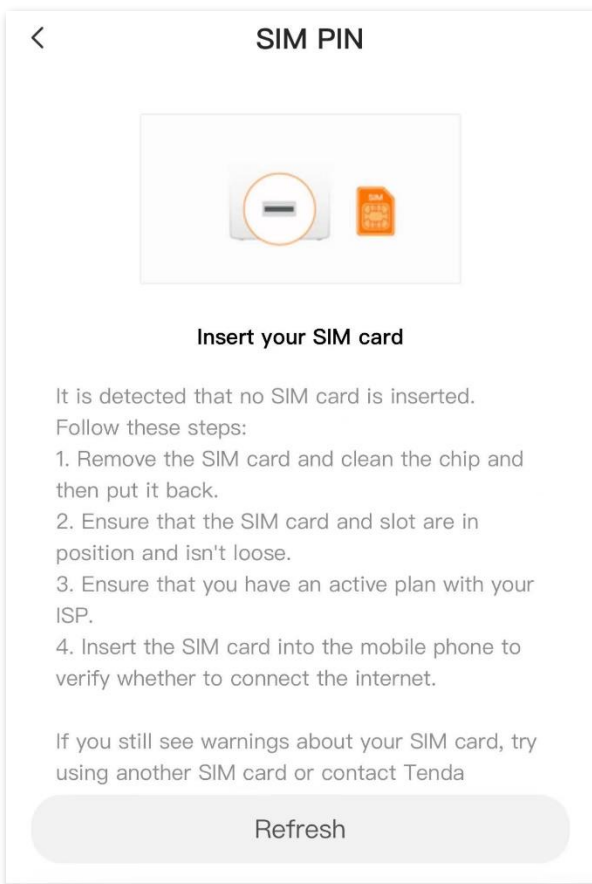 SIM PIN
SIM
Insert your SIM card
It is detected that no SIM card is inserted.
Follow these steps:
1. Remove the SIM card and clean the chip and
then put it back.
2. Ensure that the SIM card and slot are in
position and isn't loose.
3. Ensure that you have an active plan with your
ISP.
4. Insert the SIM card into the mobile phone to
verify whether to connect the internet.
If you still see warnings about your SIM card, try
using another SIM card or contact Tenda
Refresh